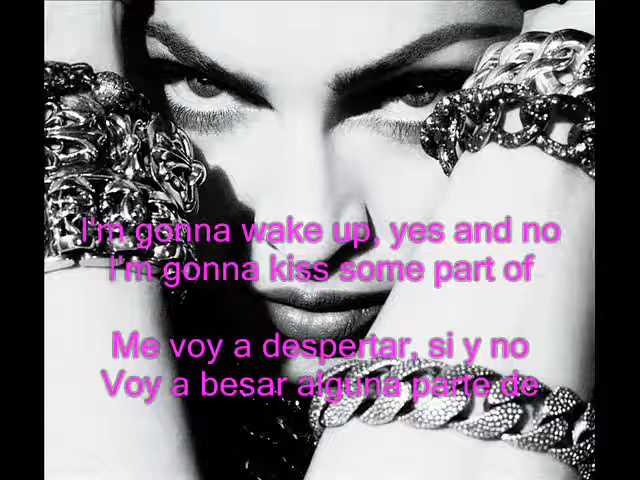 I'm gonna wake up, yes and no
I'm gonna kiss some part of
Me voy a despertar, si y no
Voy a besar alguna parte de